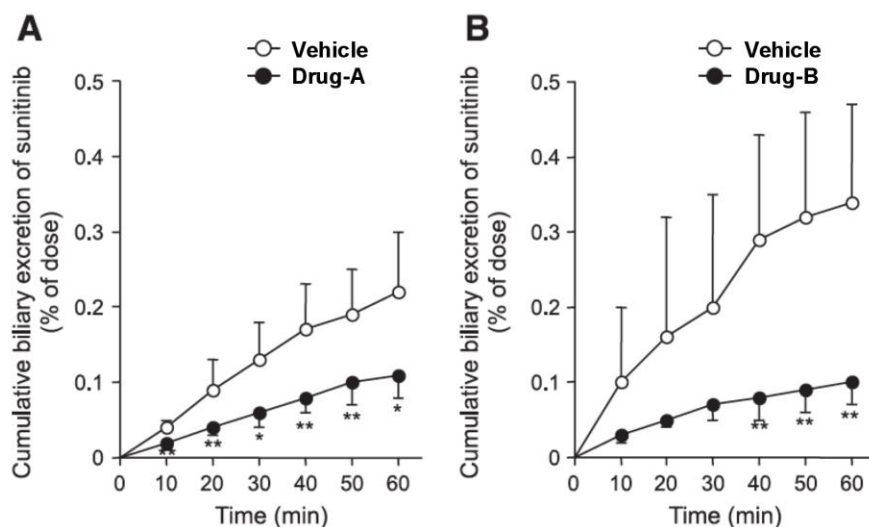 A
Vehicle
Drug-A
Cumulative biliary excretion of sunitinib
(% of dose)
0.5
0.4
0.3
0.2
0.1
0
** ** * ** ** *
0 10 20 30 40 50 60
Time (min)
B
Vehicle
Drug-B
Cumulative biliary excretion of sunitinib
(% of dose)
0.5
0.4
0.3
0.2
0.1
0
** ** **
0 10 20 30 40 50 60
Time (min)